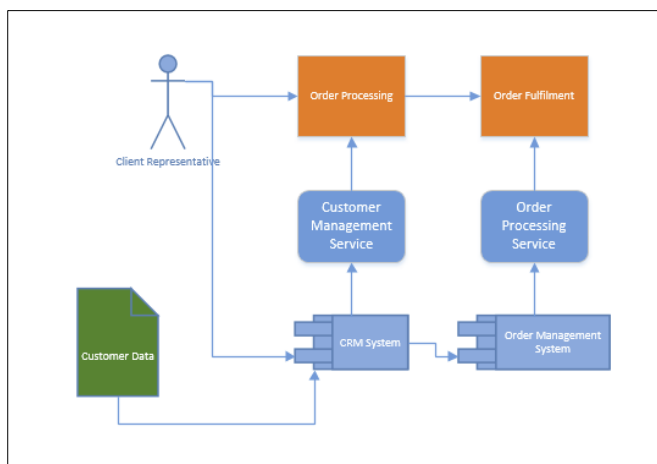 Order Processing
Order Fulfilment
Client Representative
Customer
Management
Service
Order
Processing
Service
Customer Data
CRM System
Order Management
System